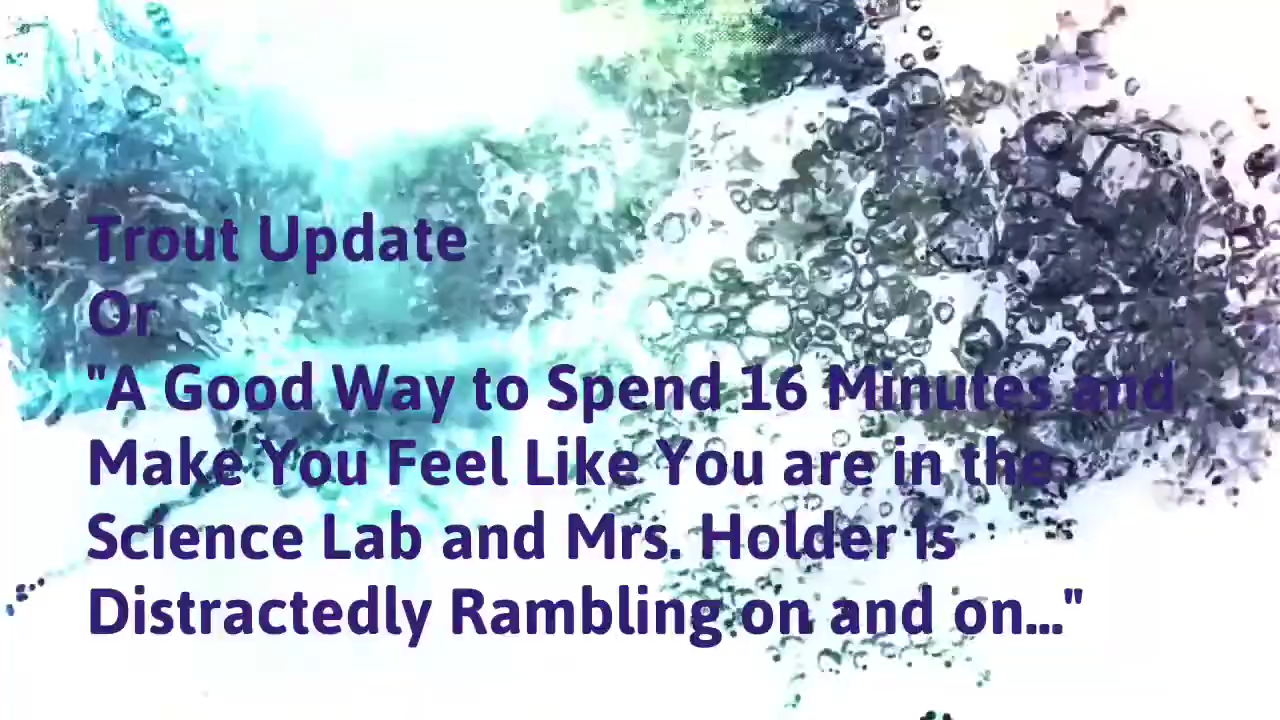 Trout Update
Or
"A Good Way to Spend 16 Minutes and
Make You Feel Like You are in the
Science Lab and Mrs. Holder is
Distractedly Rambling on and on..."